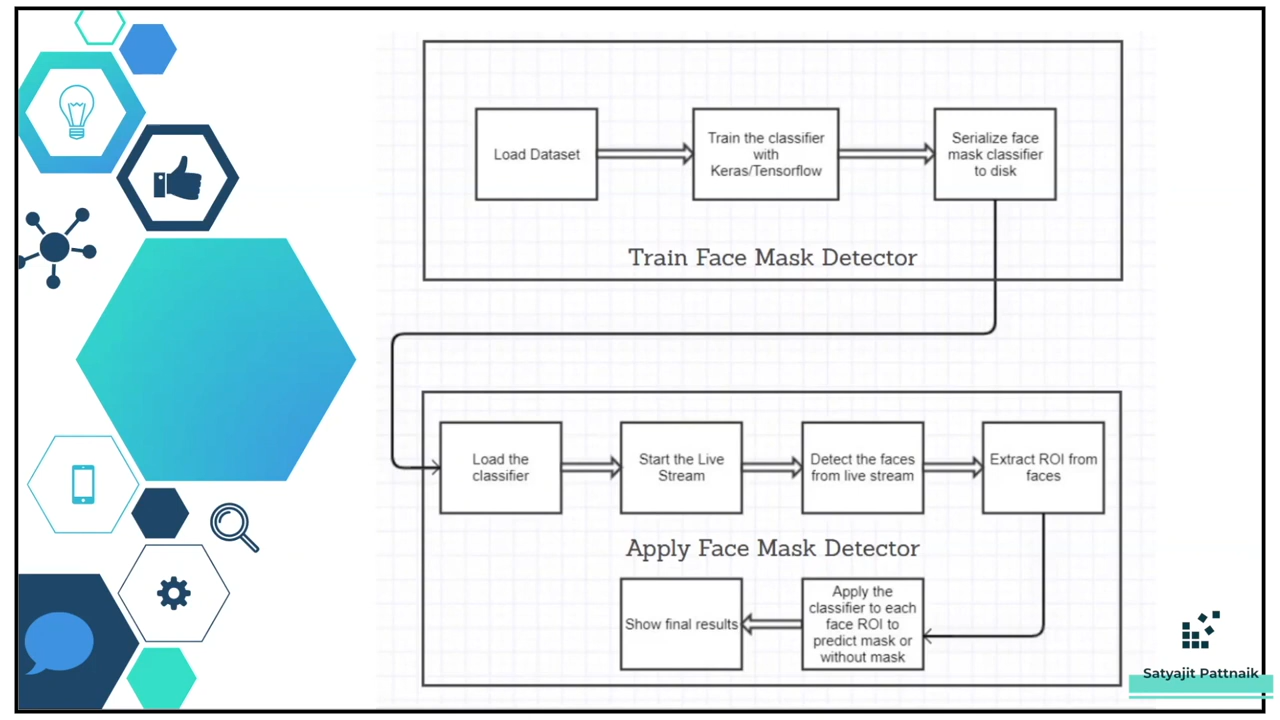 Load Dataset
Train the classifier
with
Keras/Tensorflow
Serialize face
mask classifier
to disk
Train Face Mask Detector
Load the
classifier
Start the Live
Stream
Detect the faces
from live stream
Extract ROI from
faces
Apply Face Mask Detector
Apply the
classifier to each
face ROI to
predict mask or
without mask
Show final results
Satyajit Pattnaik